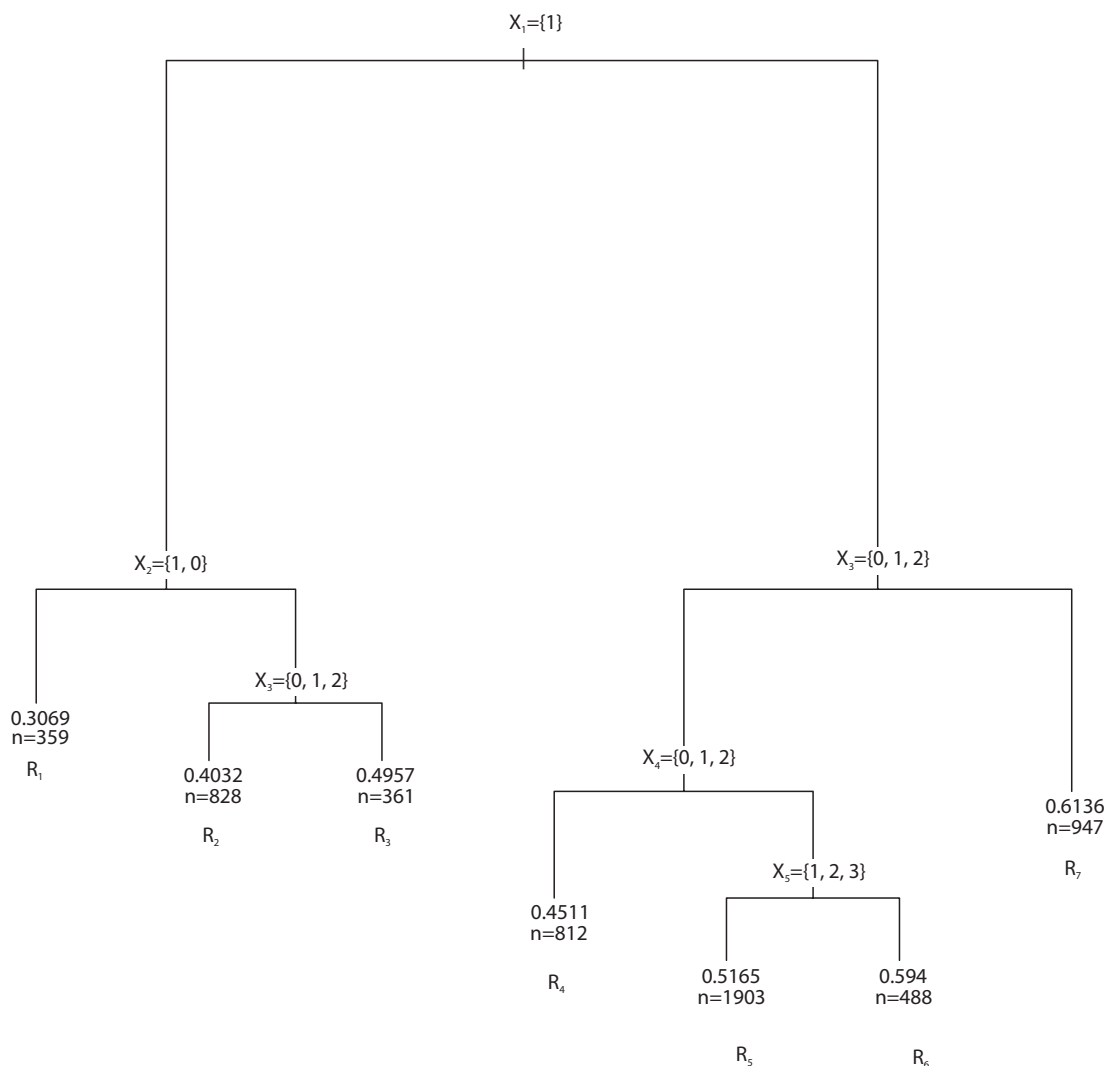 X₁={1}
X₂={1, 0}
X₃={0, 1, 2}
X₃={0, 1, 2}
0.3069
n=359
R₁
0.4032
n=828
R₂
0.4957
n=361
R₃
X₄={0, 1, 2}
0.6136
n=947
R₇
X₅={1, 2, 3}
0.4511
n=812
R₄
0.5165
n=1903
R₅
0.594
n=488
R₆